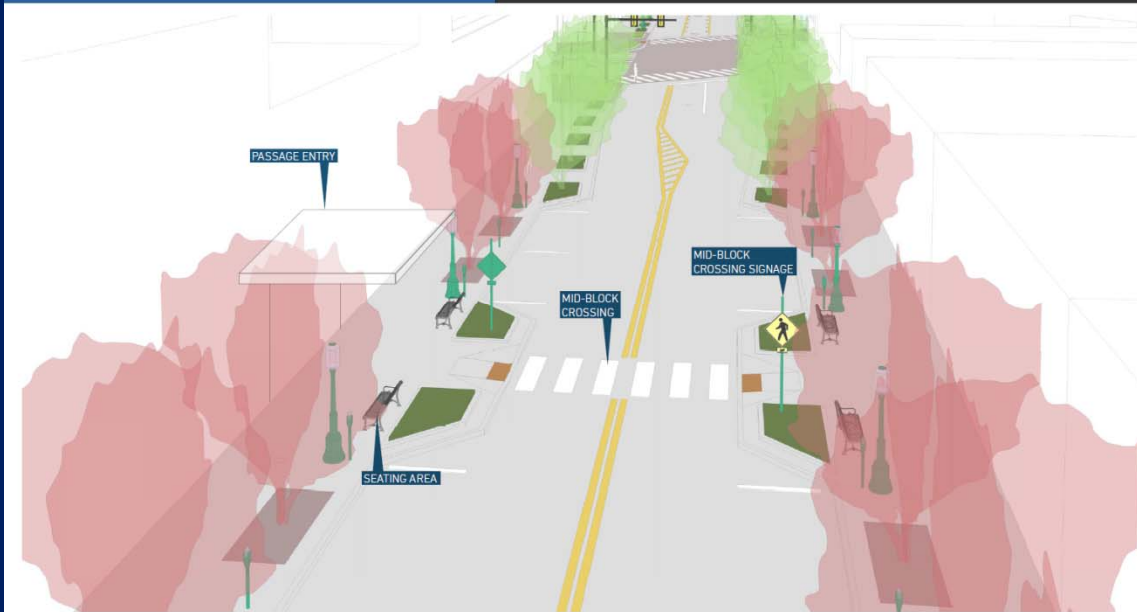 PASSAGE ENTRY
MID-BLOCK
CROSSING SIGNAGE
MID-BLOCK
CROSSING
SEATING AREA